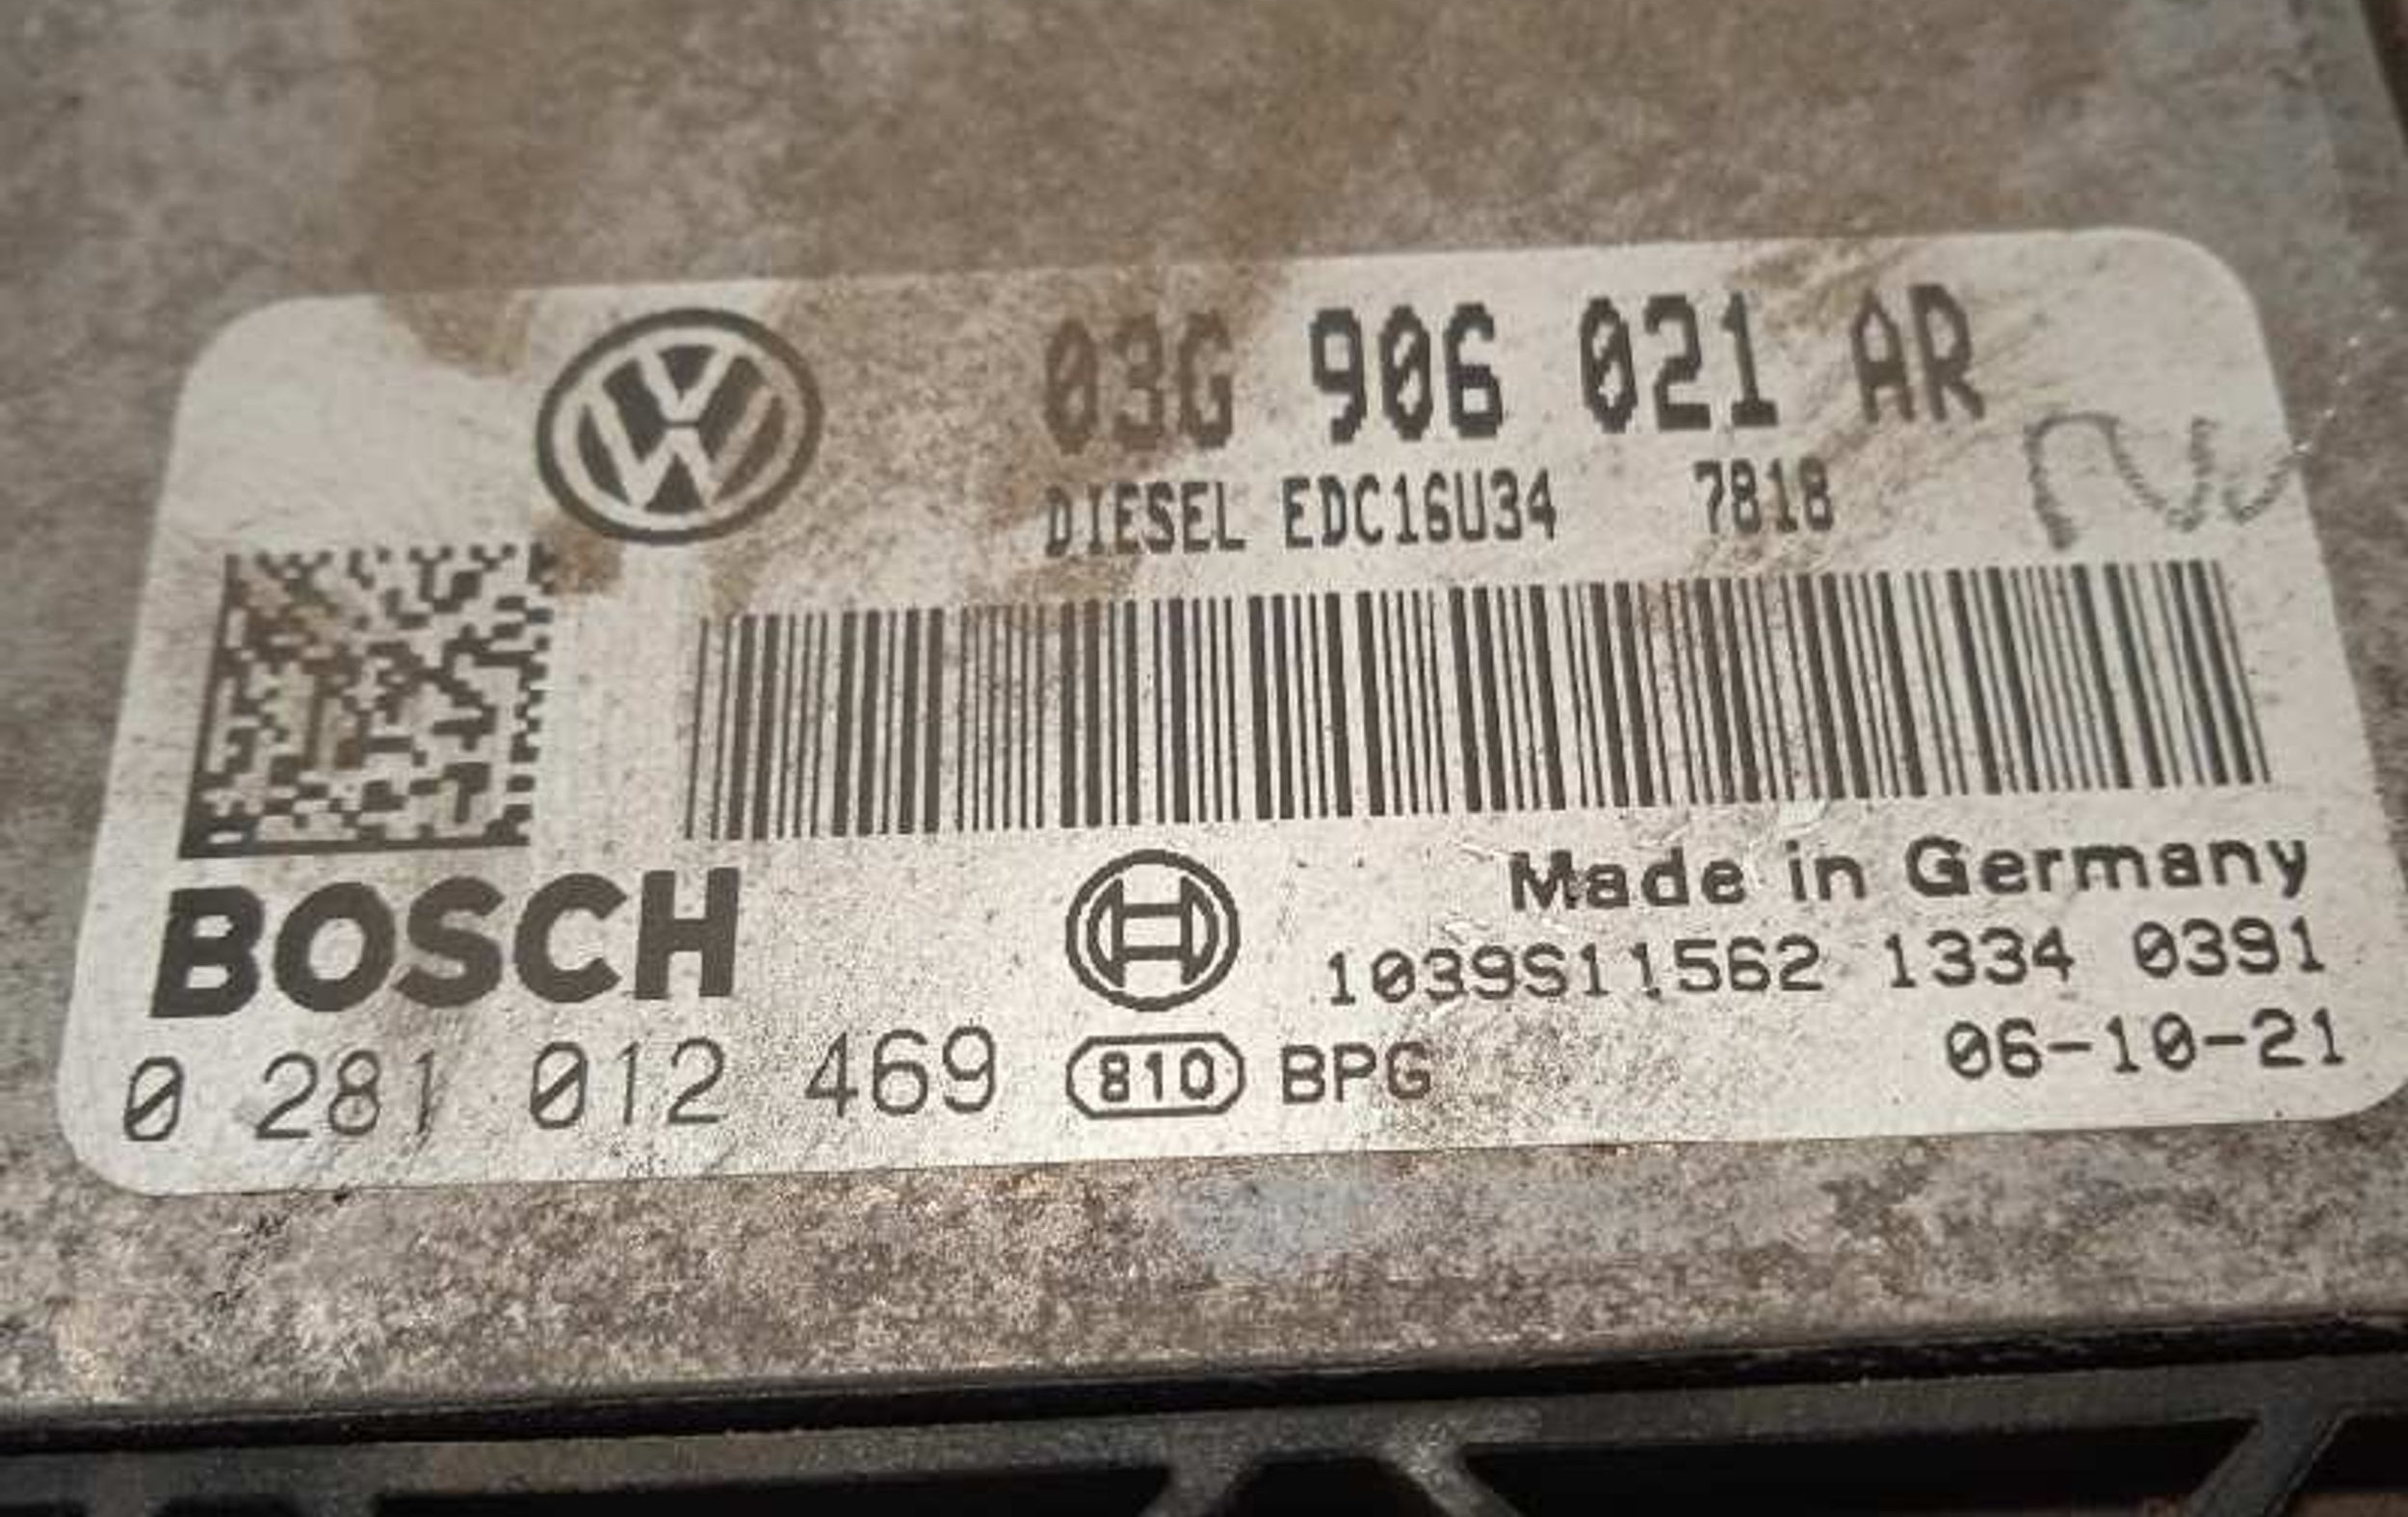 03G 906 021 AR
DIESEL EDC16U34 7818
BOSCH
Made in Germany
1039S11562 1334 0391
0 281 012 469
810 BPG
06-10-21